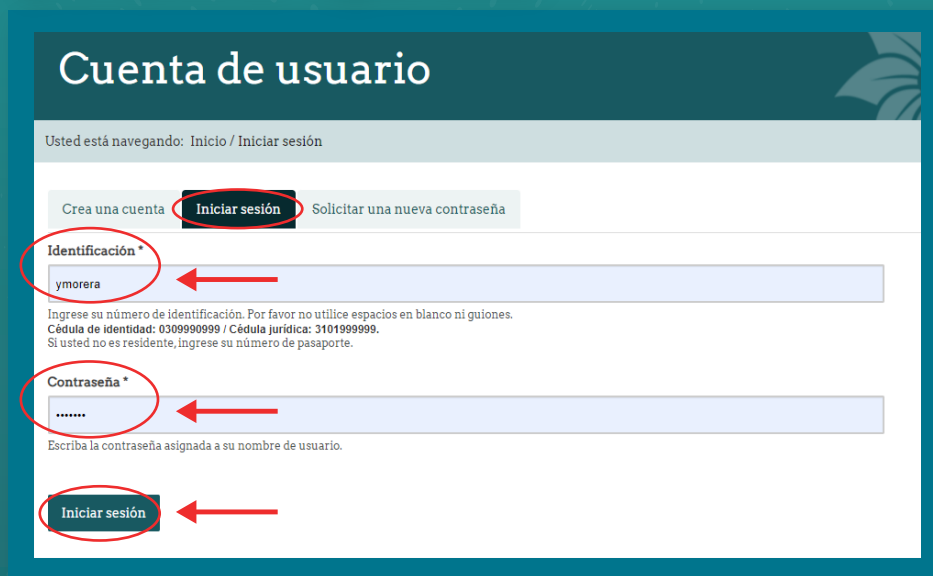 Cuenta de usuario
Usted está navegando: Inicio / Iniciar sesión
Crea una cuenta Iniciar sesión Solicitar una nueva contraseña
Identificación *
ymorera
Ingrese su número de identificación. Por favor no utilice espacios en blanco ni guiones.
Cédula de identidad: 0309990999 / Cédula jurídica: 3101999999.
Si usted no es residente, ingrese su número de pasaporte.
Contraseña *
•••••••
Escriba la contraseña asignada a su nombre de usuario.
Iniciar sesión